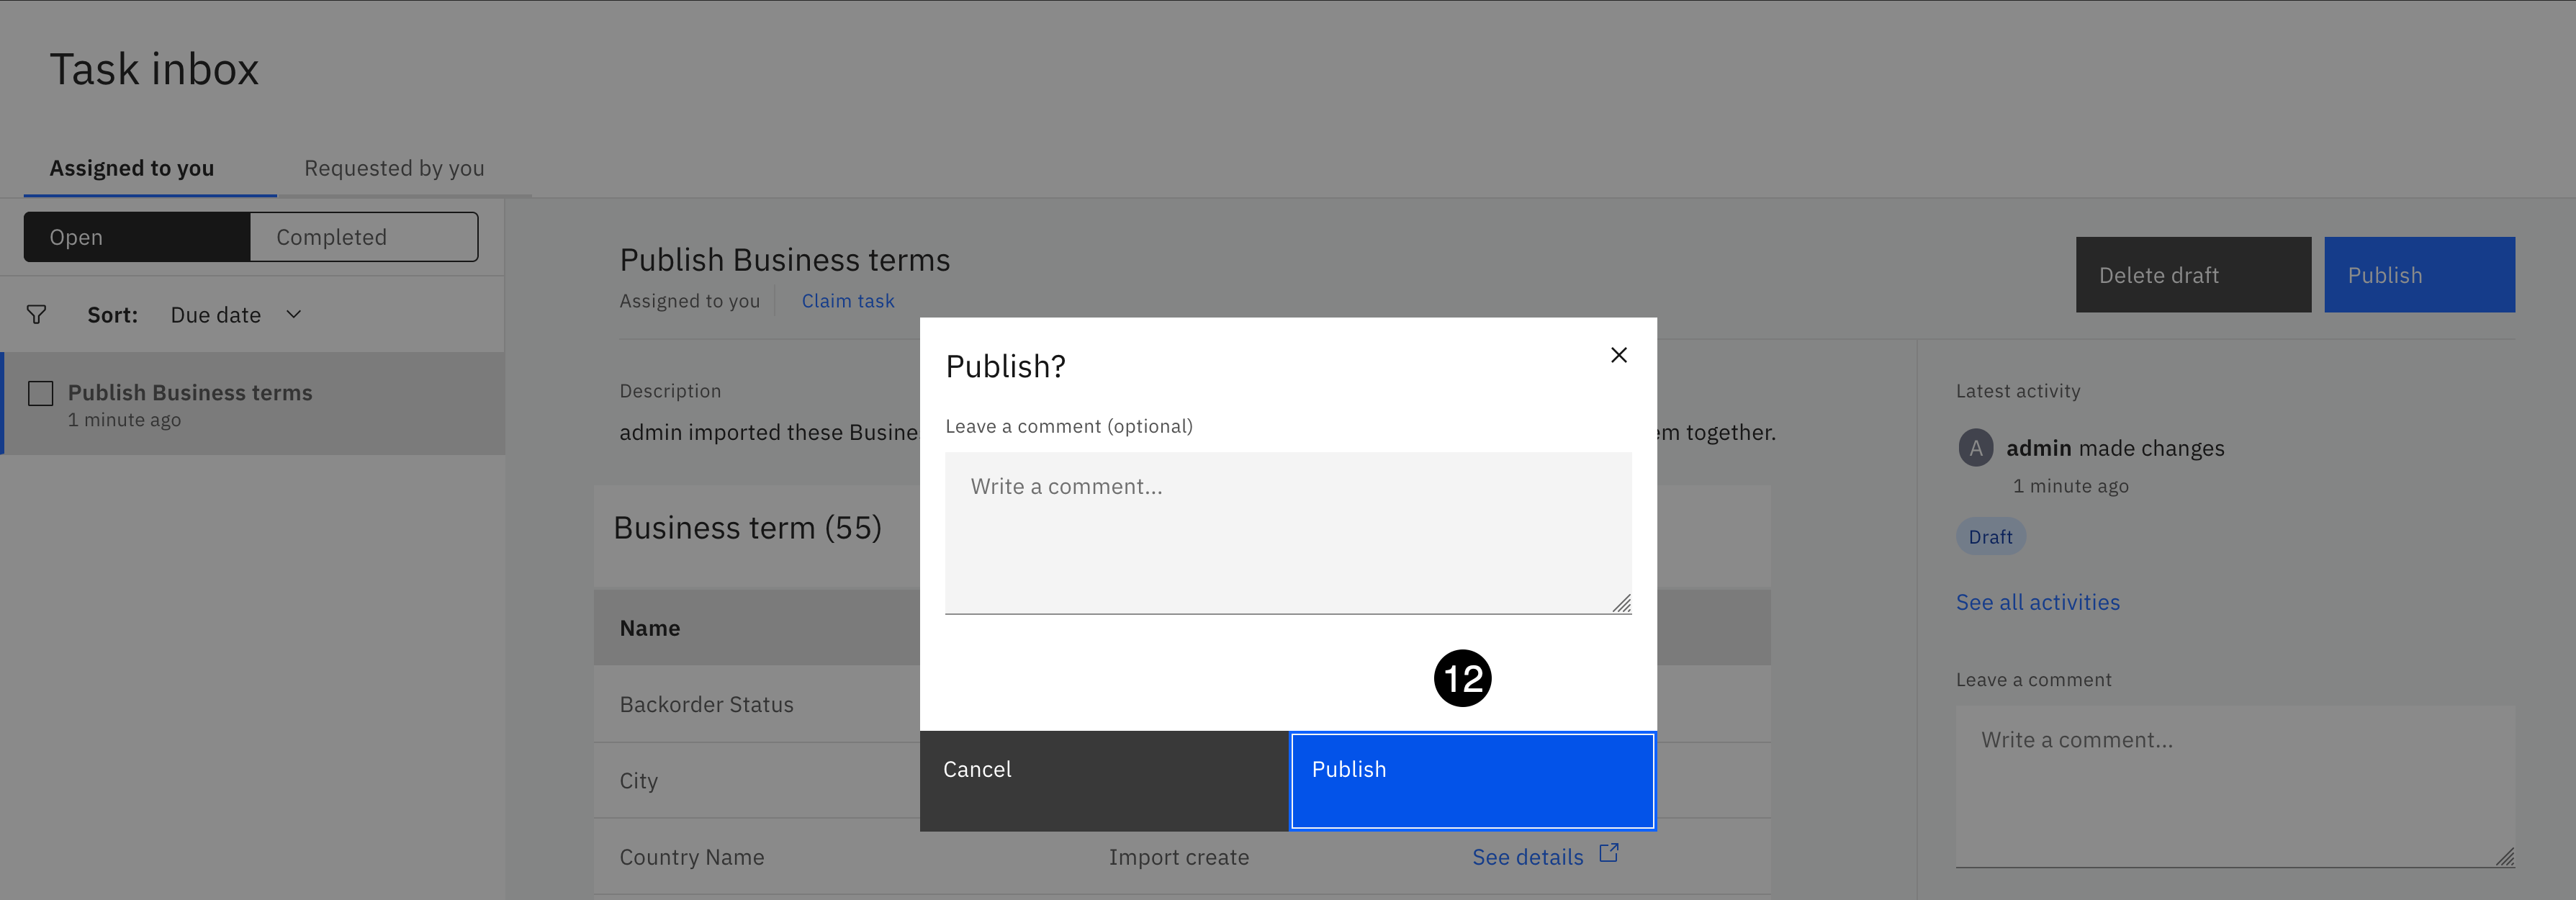 Task inbox
Assigned to you
Requested by you
Open
Completed
Sort:
Due date
Publish Business terms
1 minute ago
Publish Business terms
Assigned to you
Claim task
Delete draft
Publish
Description
admin imported these Busine
em together.
Business term (55)
Name
Backorder Status
City
Country Name
Import create
See details
Publish?
Leave a comment (optional)
Write a comment...
12
Cancel
Publish
Latest activity
A
admin made changes
1 minute ago
Draft
See all activities
Leave a comment
Write a comment...